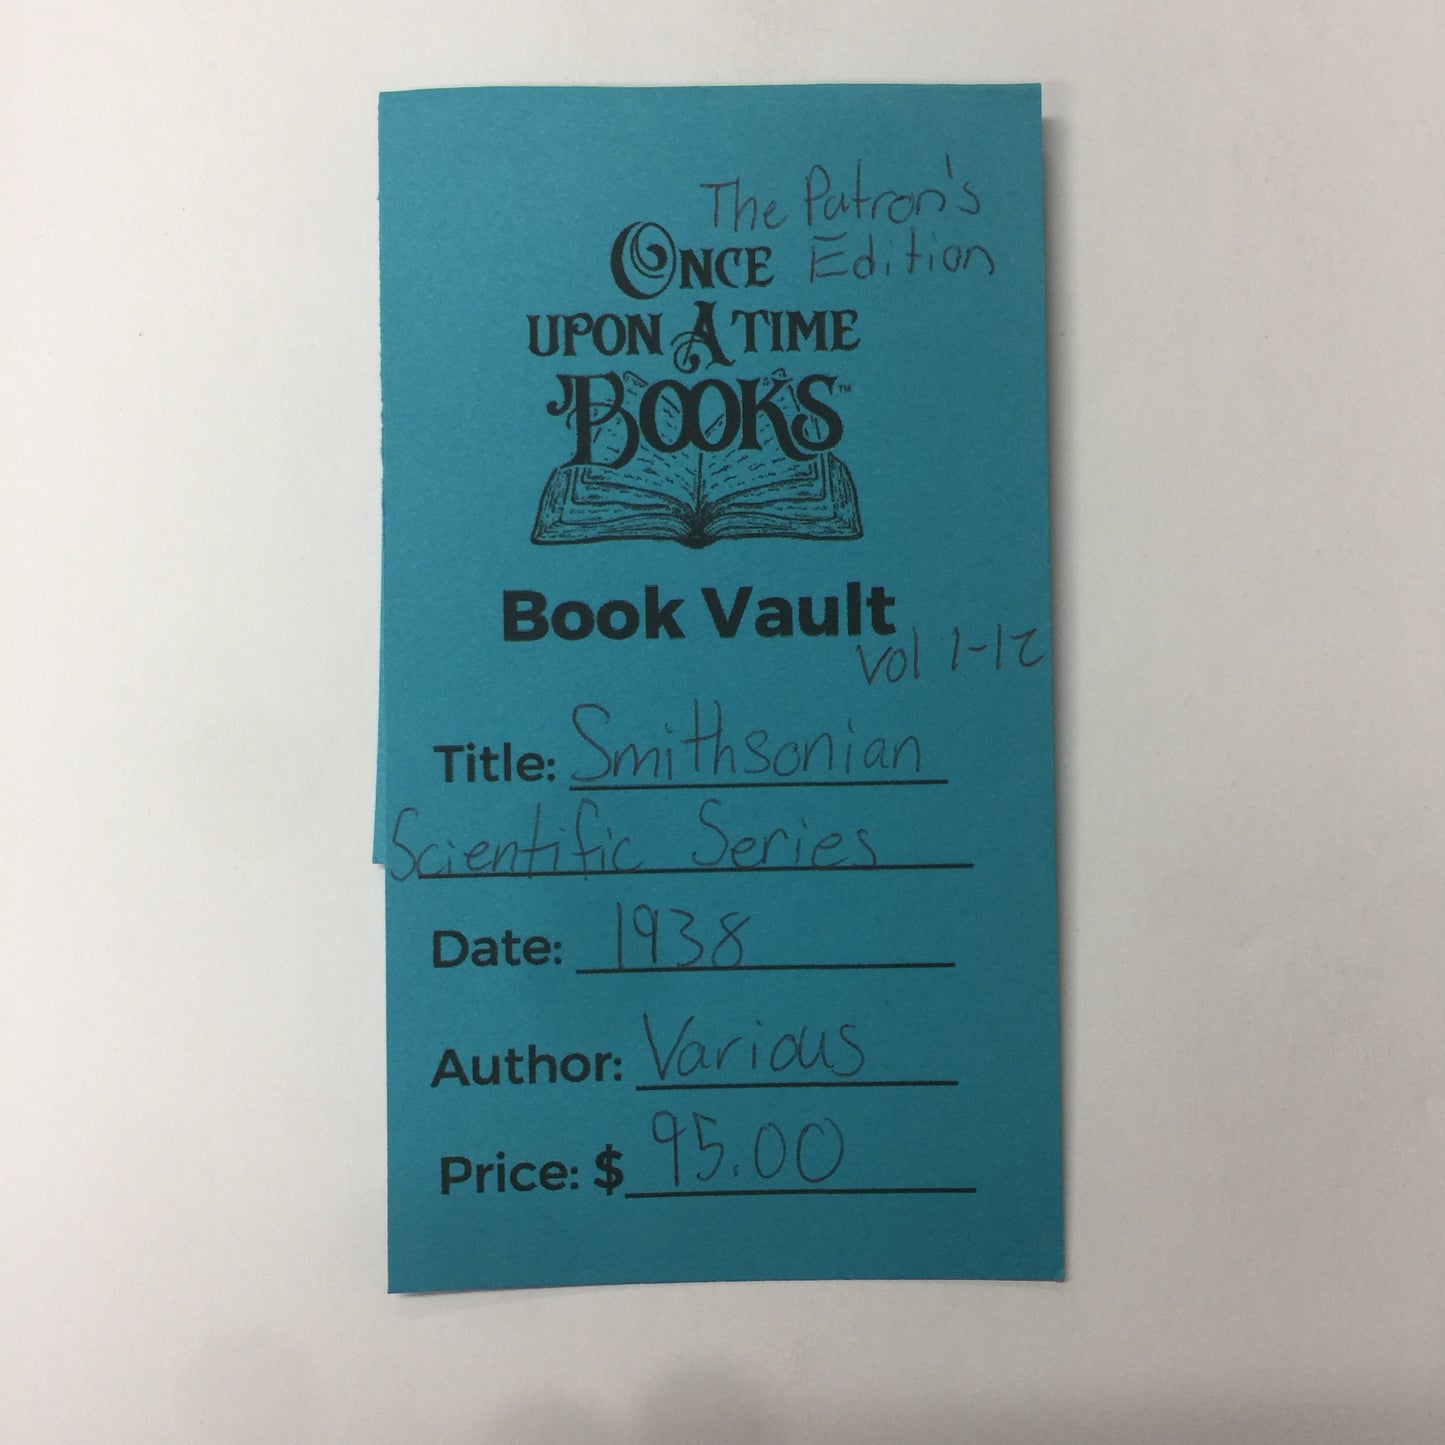 The Patron's
Edition
ONCE
UPON A TIME
BOOKS™
Book Vault
Vol 1-12
Title: Smithsonian
Scientific Series
Date: 1938
Author: Various
Price: $ 95.00